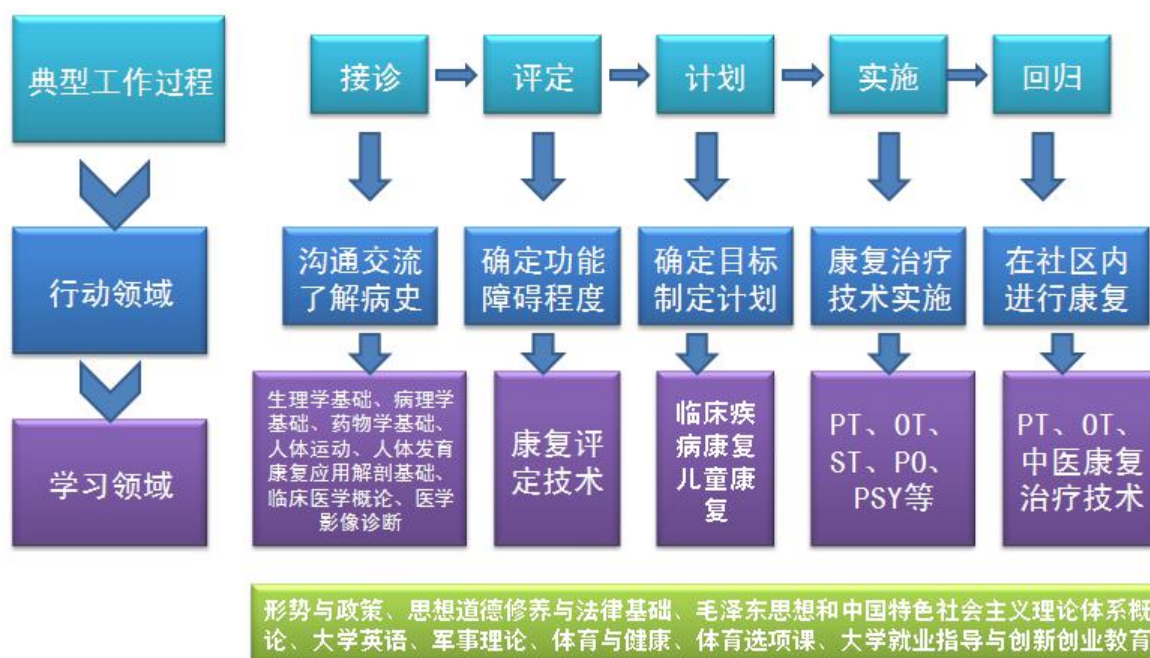 典型工作过程
接诊
评定
计划
实施
回归
行动领域
沟通交流
了解病史
确定功能
障碍程度
确定目标
制定计划
康复治疗
技术实施
在社区内
进行康复
学习领域
生理学基础、病理学
基础、药物学基础、
人体运动、人体发育
康复应用解剖基础、
临床医学概论、医学
影像诊断
康复评
定技术
临床疾
病康复
儿童康
复
PT、OT、
ST、PO、
PSY等
PT、OT、
中医康复
治疗技术
形势与政策、思想道德修养与法律基础、毛泽东思想和中国特色社会主义理论体系概
论、大学英语、军事理论、体育与健康、体育选项课、大学就业指导与创新创业教育